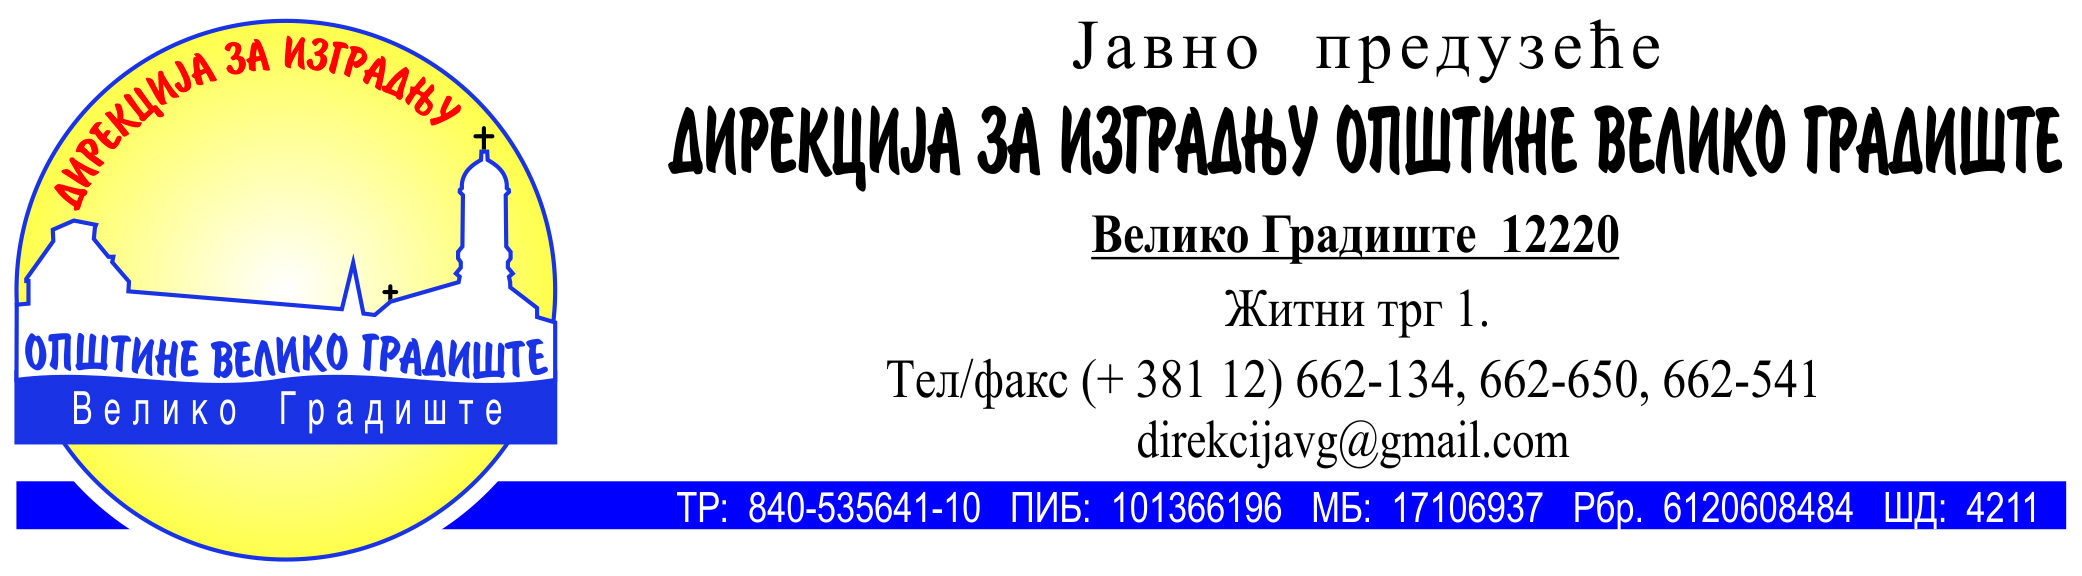 ДИРЕКЦИЈА ЗА ИЗГРАДЊУ
ОПШТИНЕ ВЕЛИКО ГРАДИШТЕ
Велико Градиште
Јавно предузеће
ДИРЕКЦИЈА ЗА ИЗГРАДЊУ ОПШТИНЕ ВЕЛИКО ГРАДИШТЕ
Велико Градиште 12220
Житни трг 1.
Тел/факс (+ 381 12) 662-134, 662-650, 662-541
direkcijavg@gmail.com
ТР: 840-535641-10 ПИБ: 101366196 МБ: 17106937 Рбр. 6120608484 ШД: 4211